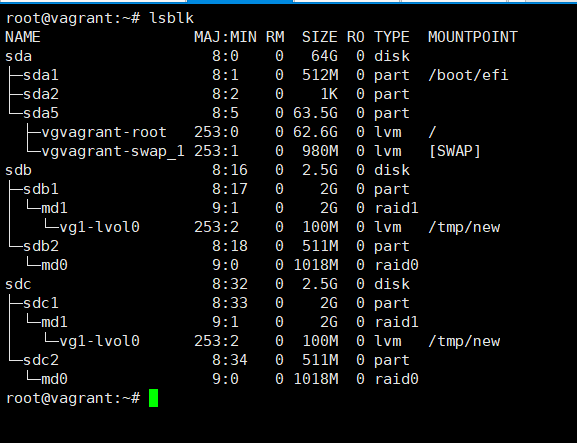 root@vagrant:~# lsblk
NAME                 MAJ:MIN RM  SIZE RO TYPE  MOUNTPOINT
sda                    8:0    0   64G  0 disk
├─sda1                 8:1    0  512M  0 part  /boot/efi
├─sda2                 8:2    0    1K  0 part
└─sda5                 8:5    0 63.5G  0 part
  ├─vgvagrant-root   253:0    0 62.6G  0 lvm   /
  └─vgvagrant-swap_1 253:1    0  980M  0 lvm   [SWAP]
sdb                    8:16   0  2.5G  0 disk
├─sdb1                 8:17   0    2G  0 part
│ └─md1                9:1    0    2G  0 raid1
│   └─vg1-lvol0      253:2    0  100M  0 lvm   /tmp/new
└─sdb2                 8:18   0  511M  0 part
  └─md0                9:0    0 1018M  0 raid0
sdc                    8:32   0  2.5G  0 disk
├─sdc1                 8:33   0    2G  0 part
│ └─md1                9:1    0    2G  0 raid1
│   └─vg1-lvol0      253:2    0  100M  0 lvm   /tmp/new
└─sdc2                 8:34   0  511M  0 part
  └─md0                9:0    0 1018M  0 raid0
root@vagrant:~#